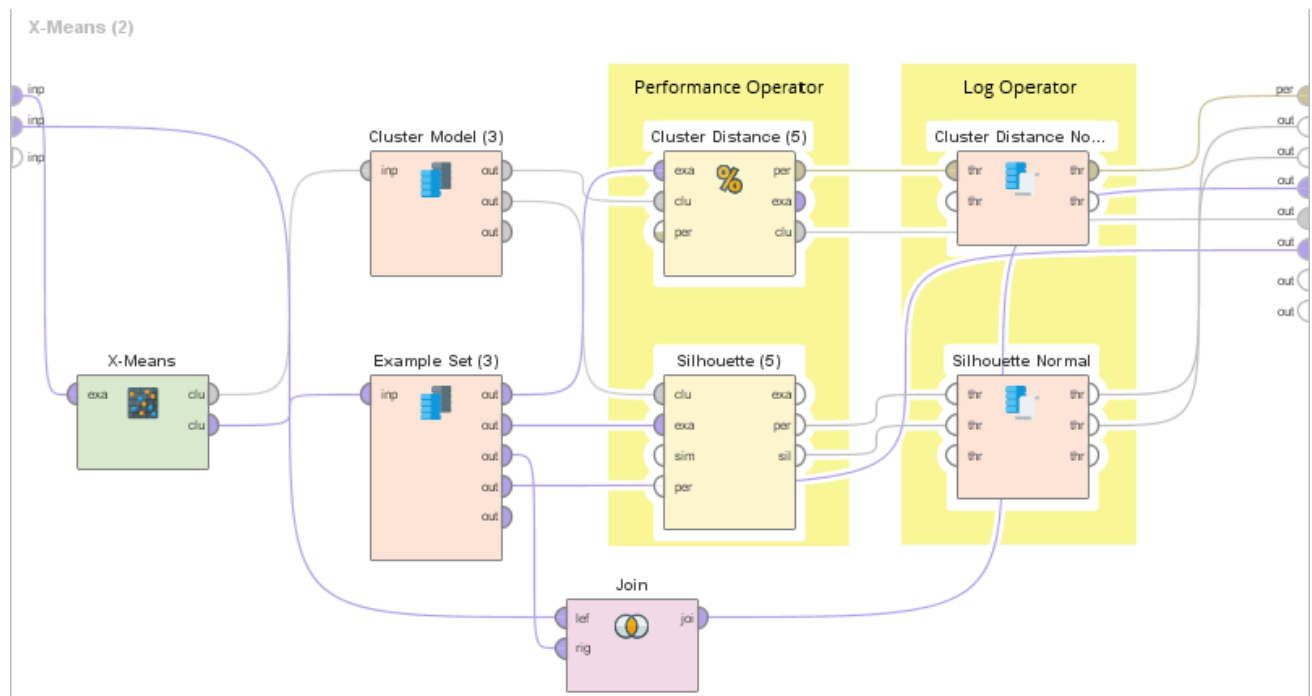 X-Means (2)
inp
inp
inp
Cluster Model (3)
inp
out
out
out
Performance Operator
Cluster Distance (5)
exa
clu
per
per
exa
clu
Log Operator
Cluster Distance No...
thr
thr
thr
thr
per
out
out
out
out
out
out
out
X-Means
exa
clu
clu
Example Set (3)
inp
out
out
out
out
out
Silhouette (5)
clu
exa
sim
per
exa
per
sil
Silhouette Normal
thr
thr
thr
thr
thr
thr
Join
lef
rig
joi